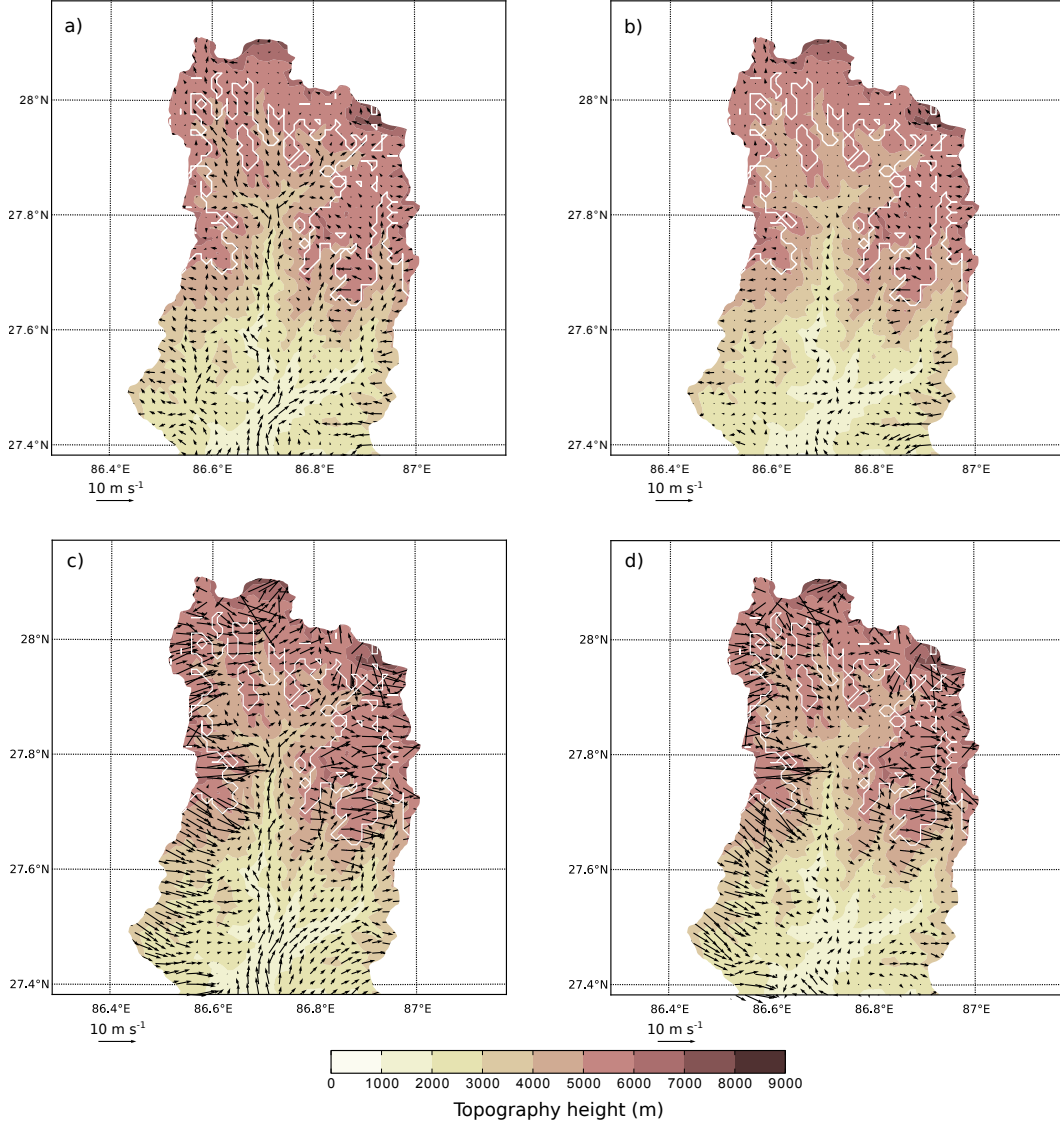 a)
b)
28°N
28°N
27.8°N
27.8°N
27.6°N
27.6°N
27.4°N
27.4°N
86.4°E 86.6°E 86.8°E 87°E
86.4°E 86.6°E 86.8°E 87°E
10 m s⁻¹
10 m s⁻¹
c)
d)
28°N
28°N
27.8°N
27.8°N
27.6°N
27.6°N
27.4°N
27.4°N
86.4°E 86.6°E 86.8°E 87°E
86.4°E 86.6°E 86.8°E 87°E
10 m s⁻¹
10 m s⁻¹
0 1000 2000 3000 4000 5000 6000 7000 8000 9000
Topography height (m)